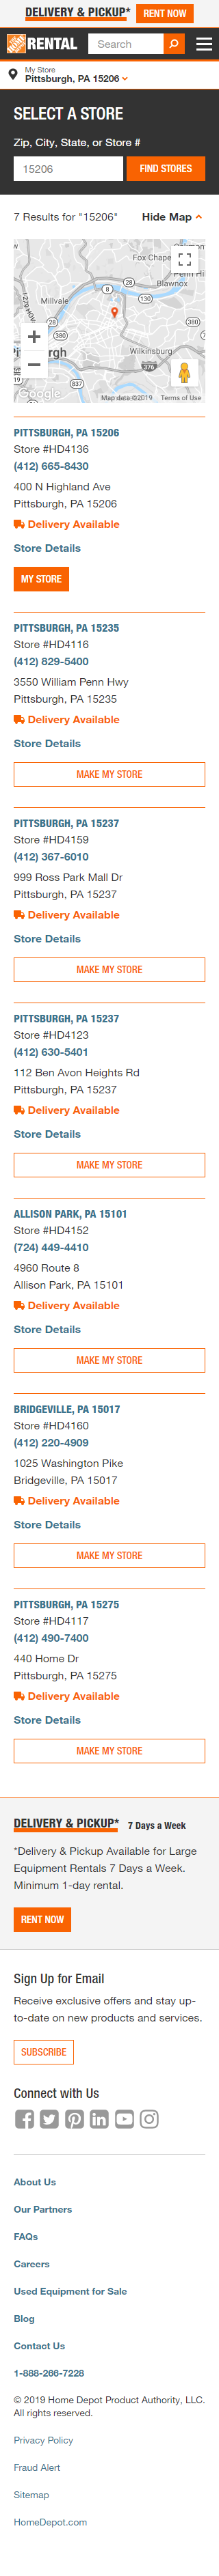 DELIVERY & PICKUP* RENT NOW
RENTAL Search
My Store
Pittsburgh, PA 15206
SELECT A STORE
Zip, City, State, or Store #
15206 FIND STORES
7 Results for "15206" Hide Map
Fox Chapel
28
Blawnox
8
Millvale
130
28
380
380
Wilkinsburg
376
837
Google
Map data ©2019 Terms of Use
PITTSBURGH, PA 15206
Store #HD4136
(412) 665-8430
400 N Highland Ave
Pittsburgh, PA 15206
Delivery Available
Store Details
MY STORE
PITTSBURGH, PA 15235
Store #HD4116
(412) 829-5400
3550 William Penn Hwy
Pittsburgh, PA 15235
Delivery Available
Store Details
MAKE MY STORE
PITTSBURGH, PA 15237
Store #HD4159
(412) 367-6010
999 Ross Park Mall Dr
Pittsburgh, PA 15237
Delivery Available
Store Details
MAKE MY STORE
PITTSBURGH, PA 15237
Store #HD4123
(412) 630-5401
112 Ben Avon Heights Rd
Pittsburgh, PA 15237
Delivery Available
Store Details
MAKE MY STORE
ALLISON PARK, PA 15101
Store #HD4152
(724) 449-4410
4960 Route 8
Allison Park, PA 15101
Delivery Available
Store Details
MAKE MY STORE
BRIDGEVILLE, PA 15017
Store #HD4160
(412) 220-4909
1025 Washington Pike
Bridgeville, PA 15017
Delivery Available
Store Details
MAKE MY STORE
PITTSBURGH, PA 15275
Store #HD4117
(412) 490-7400
440 Home Dr
Pittsburgh, PA 15275
Delivery Available
Store Details
MAKE MY STORE
DELIVERY & PICKUP* 7 Days a Week
*Delivery & Pickup Available for Large
Equipment Rentals 7 Days a Week.
Minimum 1-day rental.
RENT NOW
Sign Up for Email
Receive exclusive offers and stay up-
to-date on new products and services.
SUBSCRIBE
Connect with Us
About Us
Our Partners
FAQs
Careers
Used Equipment for Sale
Blog
Contact Us
1-888-266-7228
© 2019 Home Depot Product Authority, LLC.
All rights reserved.
Privacy Policy
Fraud Alert
Sitemap
HomeDepot.com